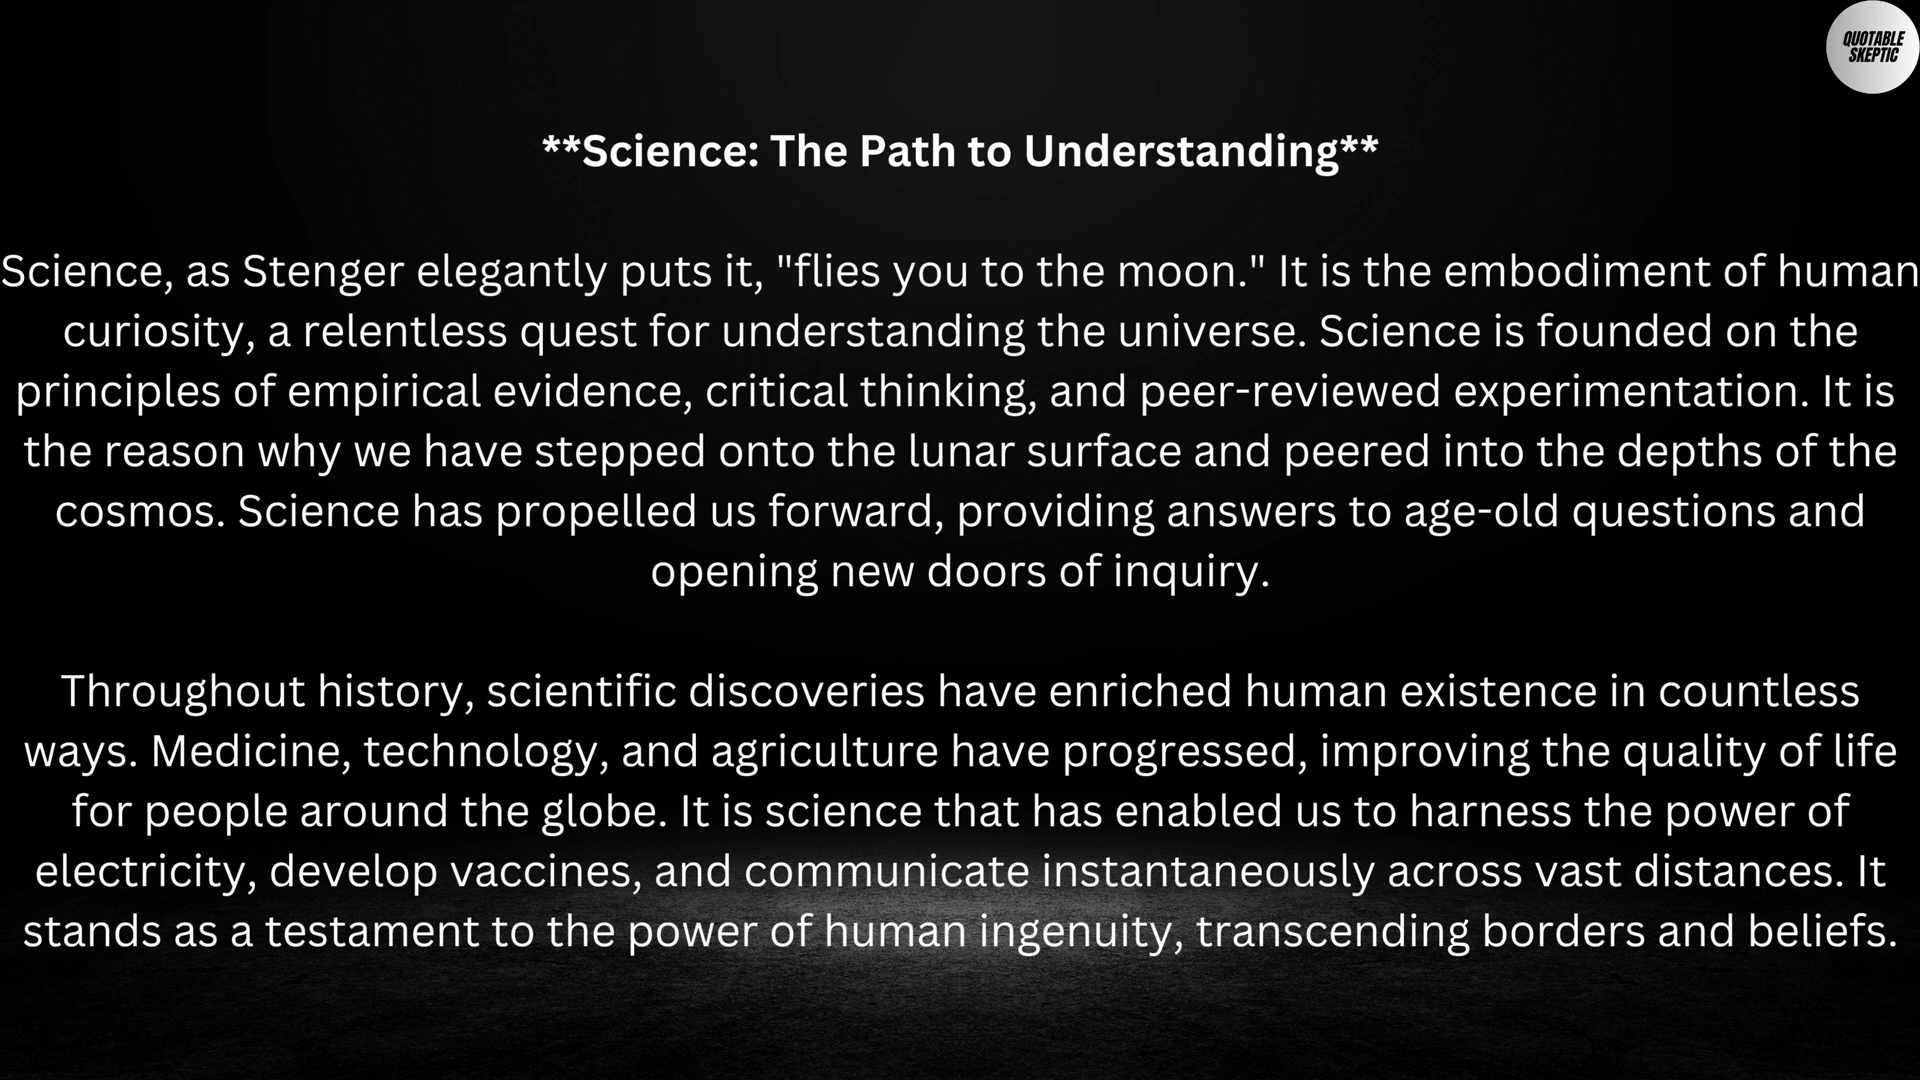 QUOTABLE
SKEPTIC
**Science: The Path to Understanding**
Science, as Stenger elegantly puts it, "flies you to the moon." It is the embodiment of human
curiosity, a relentless quest for understanding the universe. Science is founded on the
principles of empirical evidence, critical thinking, and peer-reviewed experimentation. It is
the reason why we have stepped onto the lunar surface and peered into the depths of the
cosmos. Science has propelled us forward, providing answers to age-old questions and
opening new doors of inquiry.
Throughout history, scientific discoveries have enriched human existence in countless
ways. Medicine, technology, and agriculture have progressed, improving the quality of life
for people around the globe. It is science that has enabled us to harness the power of
electricity, develop vaccines, and communicate instantaneously across vast distances. It
stands as a testament to the power of human ingenuity, transcending borders and beliefs.